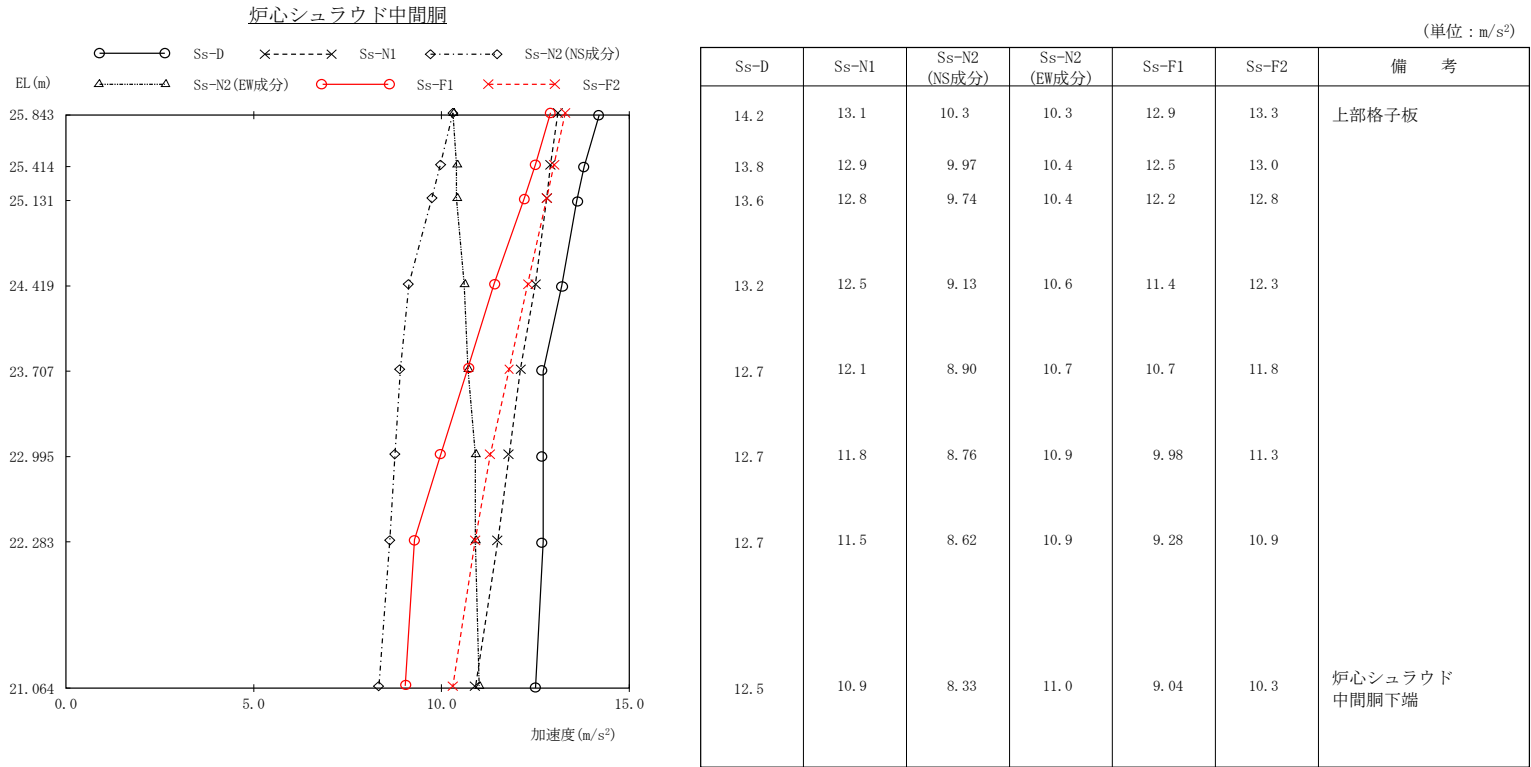 炉心シュラウド中間胴
Ss-D Ss-N1 Ss-N2(NS成分)
EL(m) Ss-N2(EW成分) Ss-F1 Ss-F2
25.843
25.414
25.131
24.419
23.707
22.995
22.283
21.064
0.0 5.0 10.0 15.0
加速度(m/s²)
(単位：m/s²)
Ss-D Ss-N1 Ss-N2(NS成分) Ss-N2(EW成分) Ss-F1 Ss-F2 備 考
14.2 13.1 10.3 10.3 12.9 13.3 上部格子板
13.8 12.9 9.97 10.4 12.5 13.0
13.6 12.8 9.74 10.4 12.2 12.8
13.2 12.5 9.13 10.6 11.4 12.3
12.7 12.1 8.90 10.7 10.7 11.8
12.7 11.8 8.76 10.9 9.98 11.3
12.7 11.5 8.62 10.9 9.28 10.9
12.5 10.9 8.33 11.0 9.04 10.3 炉心シュラウド
中間胴下端